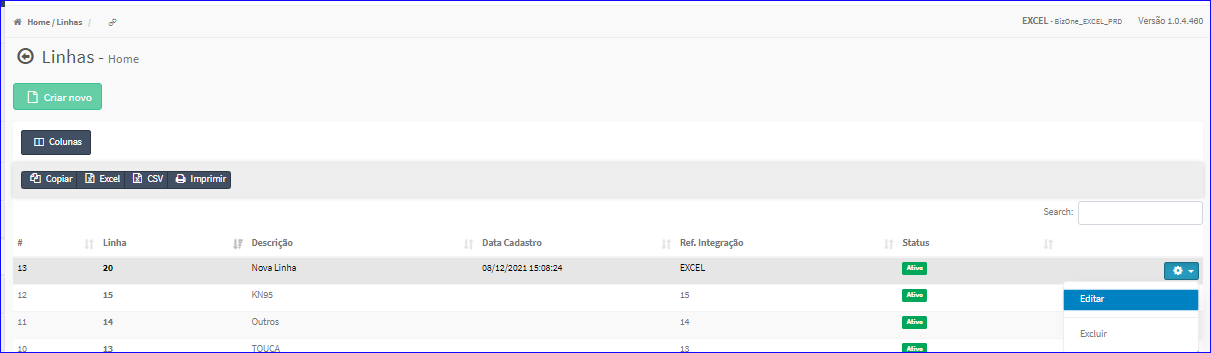 Home / Linhas /
EXCEL - BizOne_EXCEL_PRD Versão 1.0.4.460
Linhas - Home
Criar novo
Colunas
Copiar Excel CSV Imprimir
Search:
# Linha Descrição Data Cadastro Ref. Integração Status
13 20 Nova Linha 08/12/2021 15:08:24 EXCEL Ativo
12 15 KN95 15 Ativo
Editar
11 14 Outros 14 Ativo
Excluir
10 13 TOUCA 13 Ativo